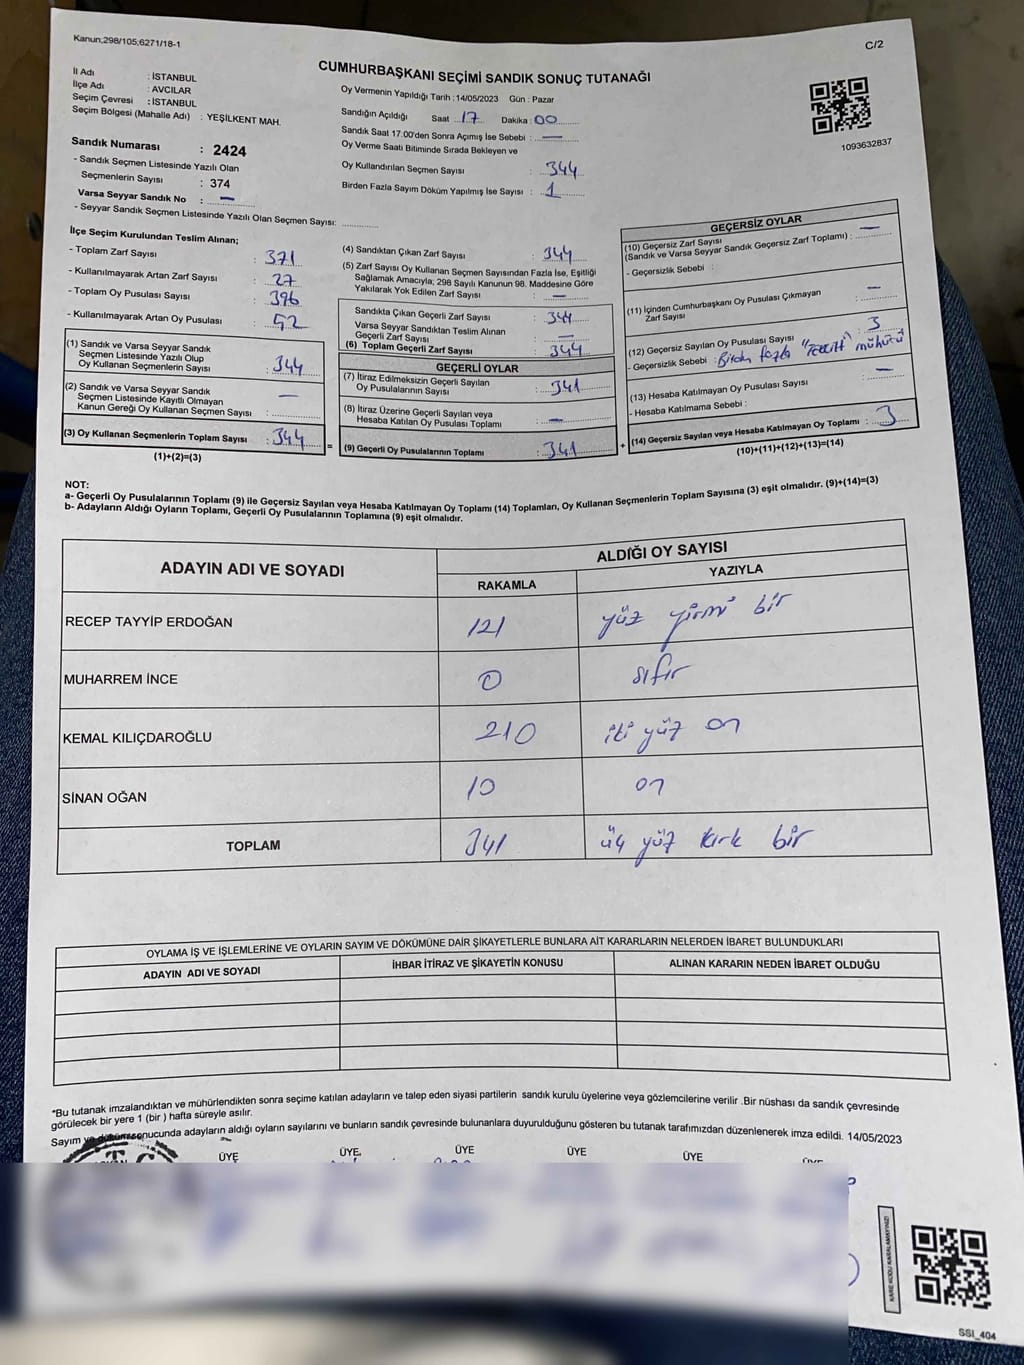 Kanun;298/105;6271/18-1
C/2
CUMHURBAŞKANI SEÇİMİ SANDIK SONUÇ TUTANAĞI
İl Adı : İSTANBUL
İlçe Adı : AVCILAR
Seçim Çevresi : İSTANBUL
Seçim Bölgesi (Mahalle Adı) : YEŞİLKENT MAH.
Sandık Numarası : 2424
- Sandık Seçmen Listesinde Yazılı Olan
Seçmenlerin Sayısı : 374
Varsa Seyyar Sandık No : —
- Seyyar Sandık Seçmen Listesinde Yazılı Olan Seçmen Sayısı:
Oy Vermenin Yapıldığı Tarih :14/05/2023 Gün : Pazar
Sandığın Açıldığı Saat 17 Dakika : 00
Sandık Saat 17.00'den Sonra Açımış İse Sebebi : —
Oy Verme Saati Bitiminde Sırada Bekleyen ve
Oy Kullandırılan Seçmen Sayısı : 344
Birden Fazla Sayım Döküm Yapılmış İse Sayısı : 1
1093632837
İlçe Seçim Kurulundan Teslim Alınan;
- Toplam Zarf Sayısı : 371
- Kullanılmayarak Artan Zarf Sayısı : 27
- Toplam Oy Pusulası Sayısı : 396
- Kullanılmayarak Artan Oy Pusulası : 52
(1) Sandık ve Varsa Seyyar Sandık
Seçmen Listesinde Yazılı Olup
Oy Kullanan Seçmenlerin Sayısı : 344
(2) Sandık ve Varsa Seyyar Sandık
Seçmen Listesinde Kayıtlı Olmayan
Kanun Gereği Oy Kullanan Seçmen Sayısı : —
(3) Oy Kullanan Seçmenlerin Toplam Sayısı : 344
(1)+(2)=(3)
=
(4) Sandıktan Çıkan Zarf Sayısı : 344
(5) Zarf Sayısı Oy Kullanan Seçmen Sayısından Fazla İse, Eşitliği
Sağlamak Amacıyla; 298 Sayılı Kanunun 98. Maddesine Göre
Yakılarak Yok Edilen Zarf Sayısı : —
Sandıkta Çıkan Geçerli Zarf Sayısı : 344
Varsa Seyyar Sandıktan Teslim Alınan
Geçerli Zarf Sayısı : —
(6) Toplam Geçerli Zarf Sayısı : 344
GEÇERLİ OYLAR
(7) İtiraz Edilmeksizin Geçerli Sayılan
Oy Pusulalarının Sayısı : 341
(8) İtiraz Üzerine Geçerli Sayılan veya
Hesaba Katılan Oy Pusulası Toplamı : —
(9) Geçerli Oy Pusulalarının Toplamı : 341
+
GEÇERSİZ OYLAR
(10) Geçersiz Zarf Sayısı
(Sandık ve Varsa Seyyar Sandık Geçersiz Zarf Toplamı) : —
- Geçersizlik Sebebi :
(11) İçinden Cumhurbaşkanı Oy Pusulası Çıkmayan
Zarf Sayısı : —
(12) Geçersiz Sayılan Oy Pusulası Sayısı : 3
- Geçersizlik Sebebi : Birden fazla "TERCİH" mühürü
(13) Hesaba Katılmayan Oy Pusulası Sayısı : —
- Hesaba Katılmama Sebebi :
(14) Geçersiz Sayılan veya Hesaba Katılmayan Oy Toplamı : 3
(10)+(11)+(12)+(13)=(14)
NOT:
a- Geçerli Oy Pusulalarının Toplamı (9) ile Geçersiz Sayılan veya Hesaba Katılmayan Oy Toplamı (14) Toplamları, Oy Kullanan Seçmenlerin Toplam Sayısına (3) eşit olmalıdır. (9)+(14)=(3)
b- Adayların Aldığı Oyların Toplamı, Geçerli Oy Pusulalarının Toplamına (9) eşit olmalıdır.
ADAYIN ADI VE SOYADI
ALDIĞI OY SAYISI
RAKAMLA YAZIYLA
RECEP TAYYİP ERDOĞAN 121 yüz yirmi bir
MUHARREM İNCE 0 sıfır
KEMAL KILIÇDAROĞLU 210 iki yüz on
SİNAN OĞAN 10 on
TOPLAM 341 üç yüz kırk bir
OYLAMA İŞ VE İŞLEMLERİNE VE OYLARIN SAYIM VE DÖKÜMÜNE DAİR ŞİKAYETLERLE BUNLARA AİT KARARLARIN NELERDEN İBARET BULUNDUKLARI
ADAYIN ADI VE SOYADI İHBAR İTİRAZ VE ŞİKAYETİN KONUSU ALINAN KARARIN NEDEN İBARET OLDUĞU
*Bu tutanak imzalandıktan ve mühürlendikten sonra seçime katılan adayların ve talep eden siyasi partilerin sandık kurulu üyelerine veya gözlemcilerine verilir .Bir nüshası da sandık çevresinde
görülecek bir yere 1 (bir ) hafta süreyle asılır.
Sayım ve dökümü sonucunda adayların aldığı oyların sayılarını ve bunların sandık çevresinde bulunanlara duyurulduğunu gösteren bu tutanak tarafımızdan düzenlenerek imza edildi. 14/05/2023
ÜYE ÜYE ÜYE ÜYE ÜYE
KARE KODU KARALAMAYINIZ!
SSI_404